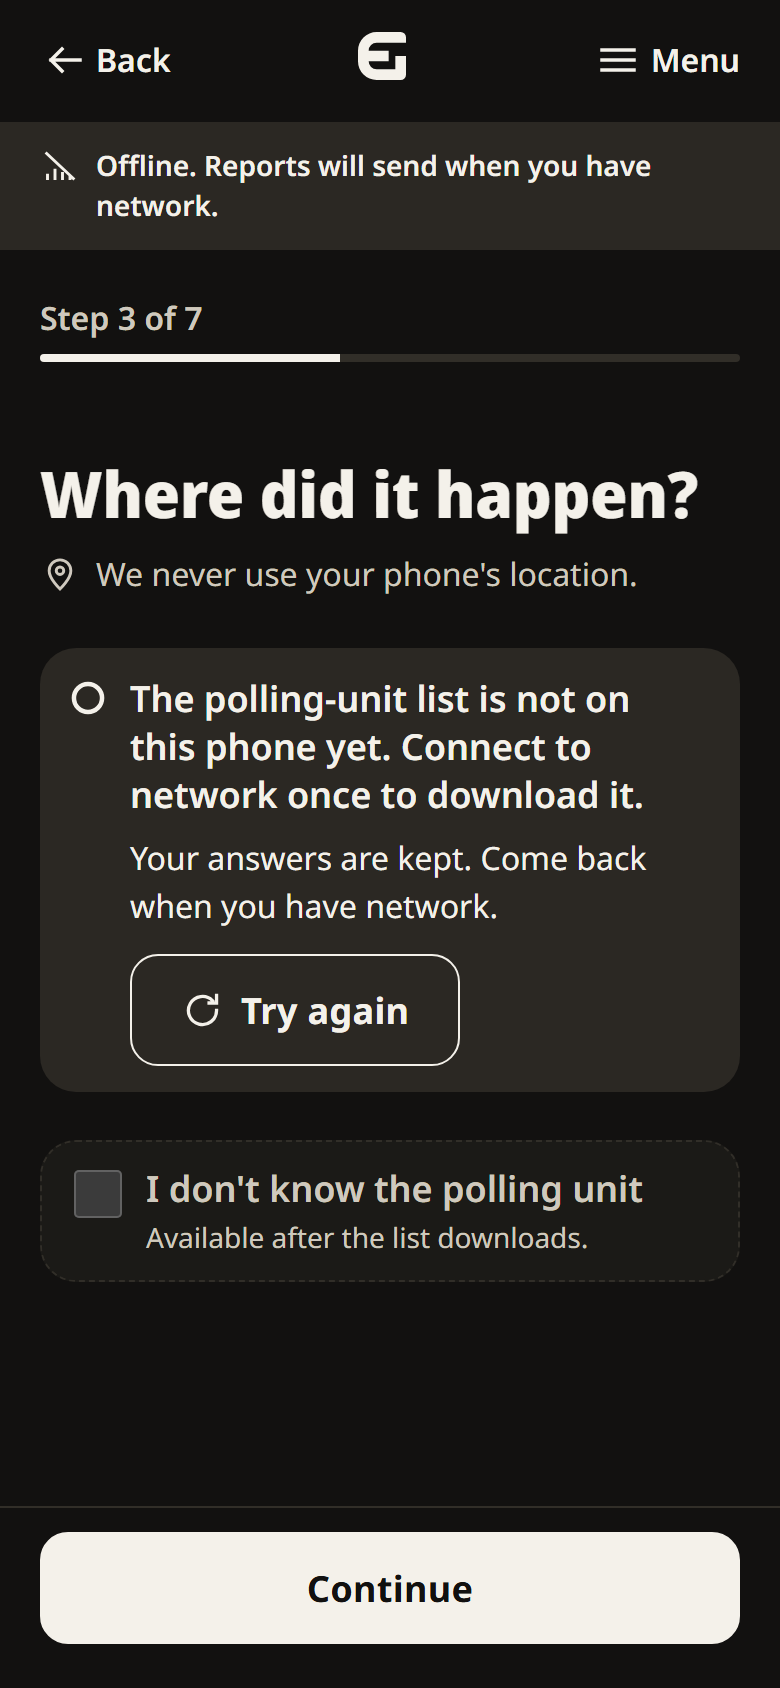 Back
Menu
Offline. Reports will send when you have
network.
Step 3 of 7
Where did it happen?
We never use your phone's location.
The polling-unit list is not on
this phone yet. Connect to
network once to download it.
Your answers are kept. Come back
when you have network.
Try again
I don't know the polling unit
Available after the list downloads.
Continue